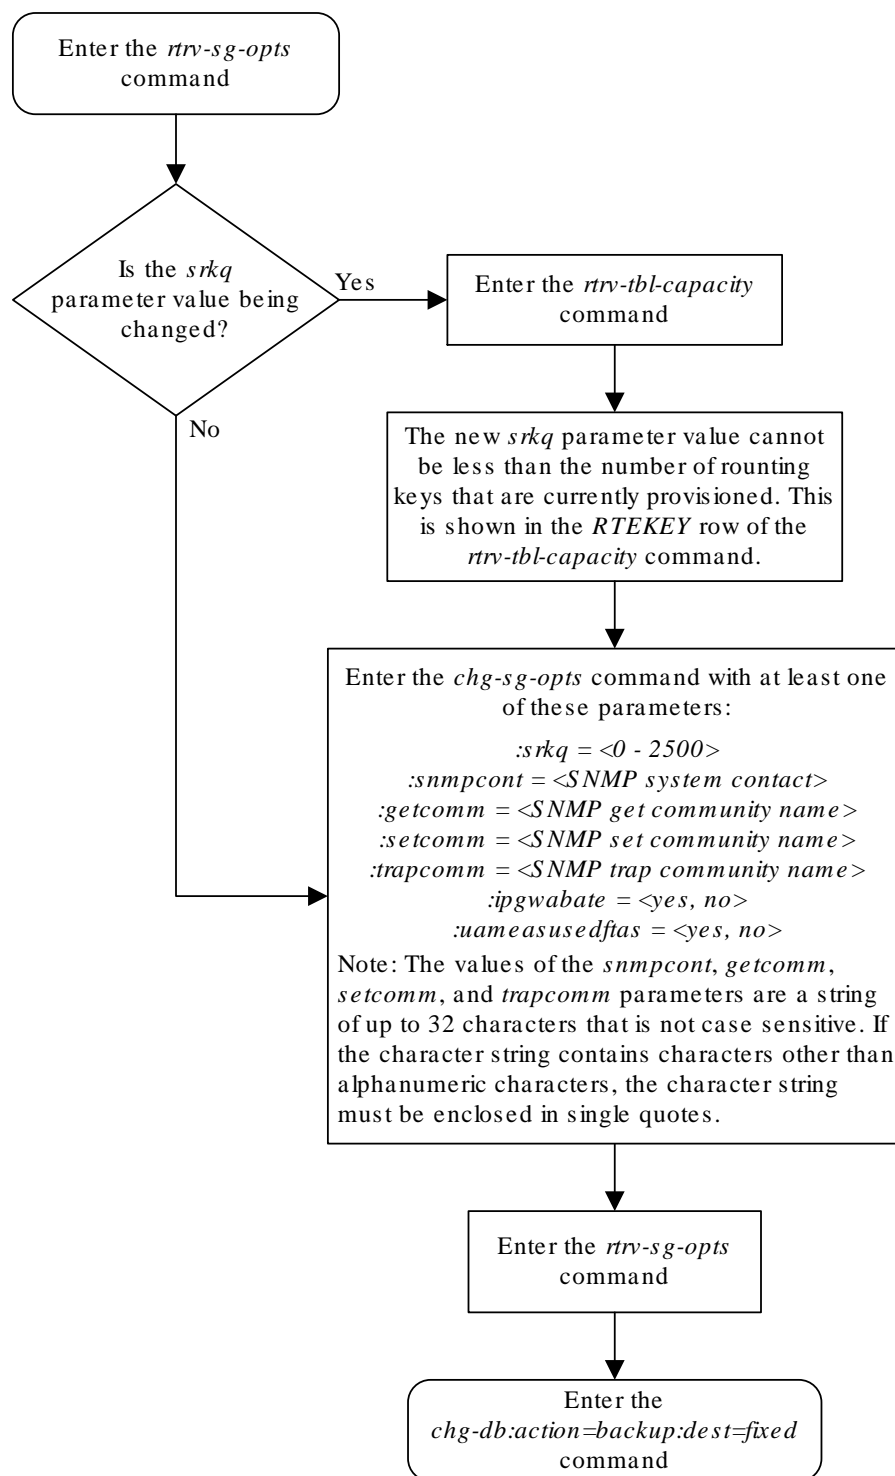 Enter the rtrv-sg-opts
command
Is the srkq
parameter value being
changed?
Yes
No
Enter the rtrv-tbl-capacity
command
The new srkq parameter value cannot
be less than the number of rounting
keys that are currently provisioned. This
is shown in the RTEKEY row of the
rtrv-tbl-capacity command.
Enter the chg-sg-opts command with at least one
of these parameters:
:srkq = <0 - 2500>
:snmpcont = <SNMP system contact>
:getcomm = <SNMP get community name>
:setcomm = <SNMP set community name>
:trapcomm = <SNMP trap community name>
:ipgwabate = <yes, no>
:uameasusedftas = <yes, no>
Note: The values of the snmpcont, getcomm,
setcomm, and trapcomm parameters are a string
of up to 32 characters that is not case sensitive. If
the character string contains characters other than
alphanumeric characters, the character string
must be enclosed in single quotes.
Enter the rtrv-sg-opts
command
Enter the
chg-db:action=backup:dest=fixed
command